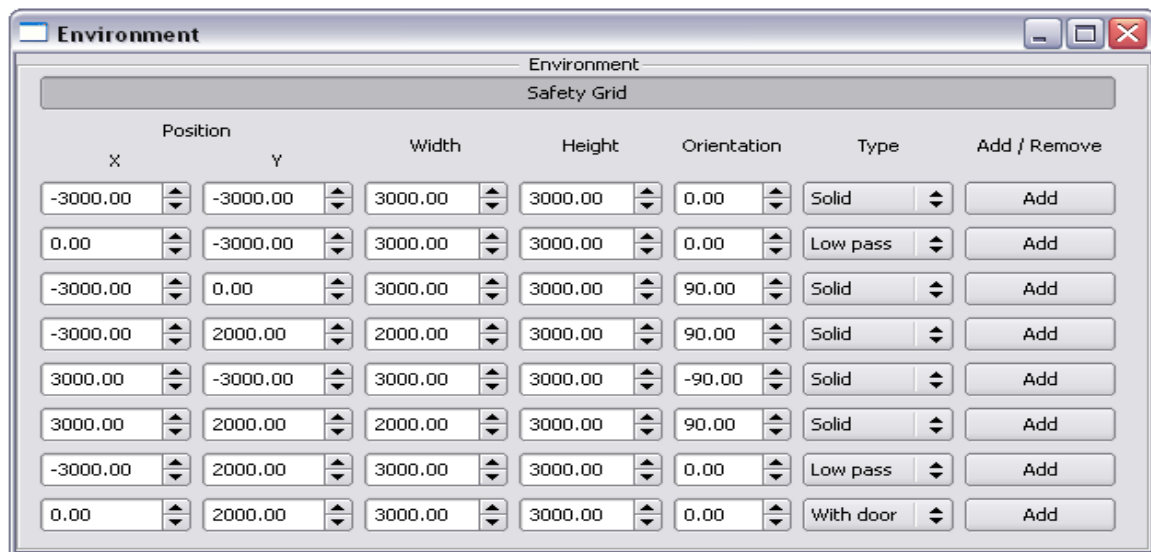 Environment
Environment
Safety Grid
Position Width Height Orientation Type Add / Remove
X Y
-3000.00 -3000.00 3000.00 3000.00 0.00 Solid Add
0.00 -3000.00 3000.00 3000.00 0.00 Low pass Add
-3000.00 0.00 3000.00 3000.00 90.00 Solid Add
-3000.00 2000.00 2000.00 3000.00 90.00 Solid Add
3000.00 -3000.00 3000.00 3000.00 -90.00 Solid Add
3000.00 2000.00 2000.00 3000.00 90.00 Solid Add
-3000.00 2000.00 3000.00 3000.00 0.00 Low pass Add
0.00 2000.00 3000.00 3000.00 0.00 With door Add